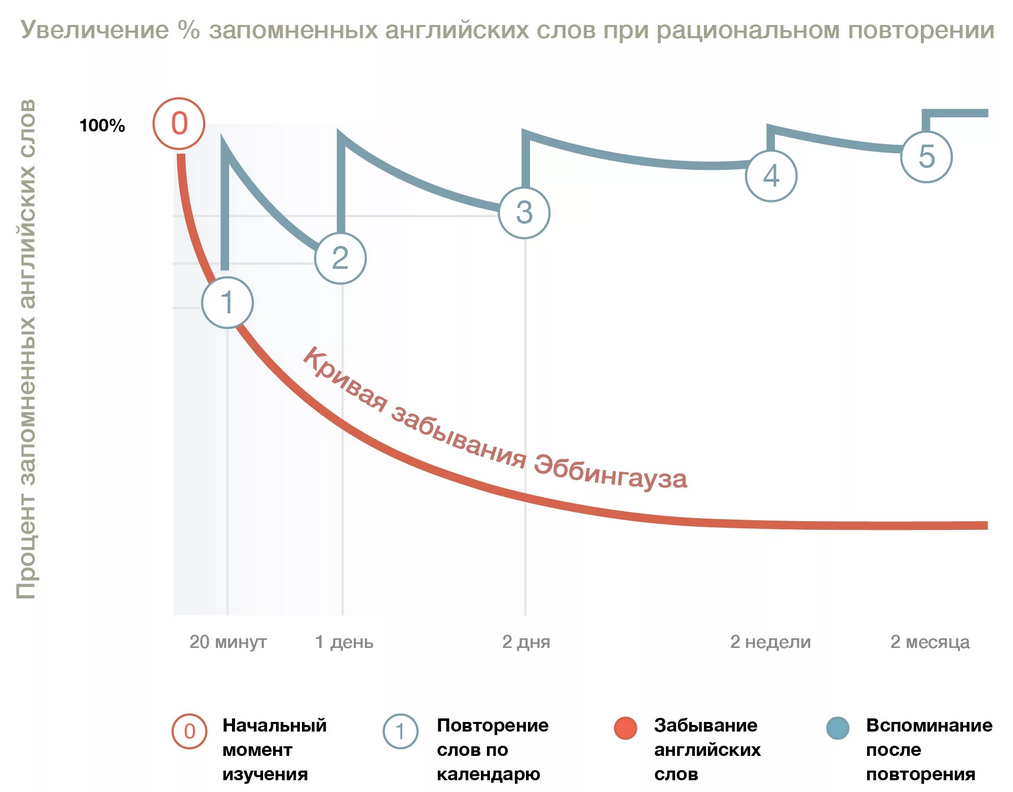 Увеличение % запомненных английских слов при рациональном повторении
Процент запомненных английских слов
100%
0
1
2
3
4
5
Кривая забывания Эббингауза
20 минут
1 день
2 дня
2 недели
2 месяца
0
Начальный
момент
изучения
1
Повторение
слов по
календарю
Забывание
английских
слов
Вспоминание
после
повторения